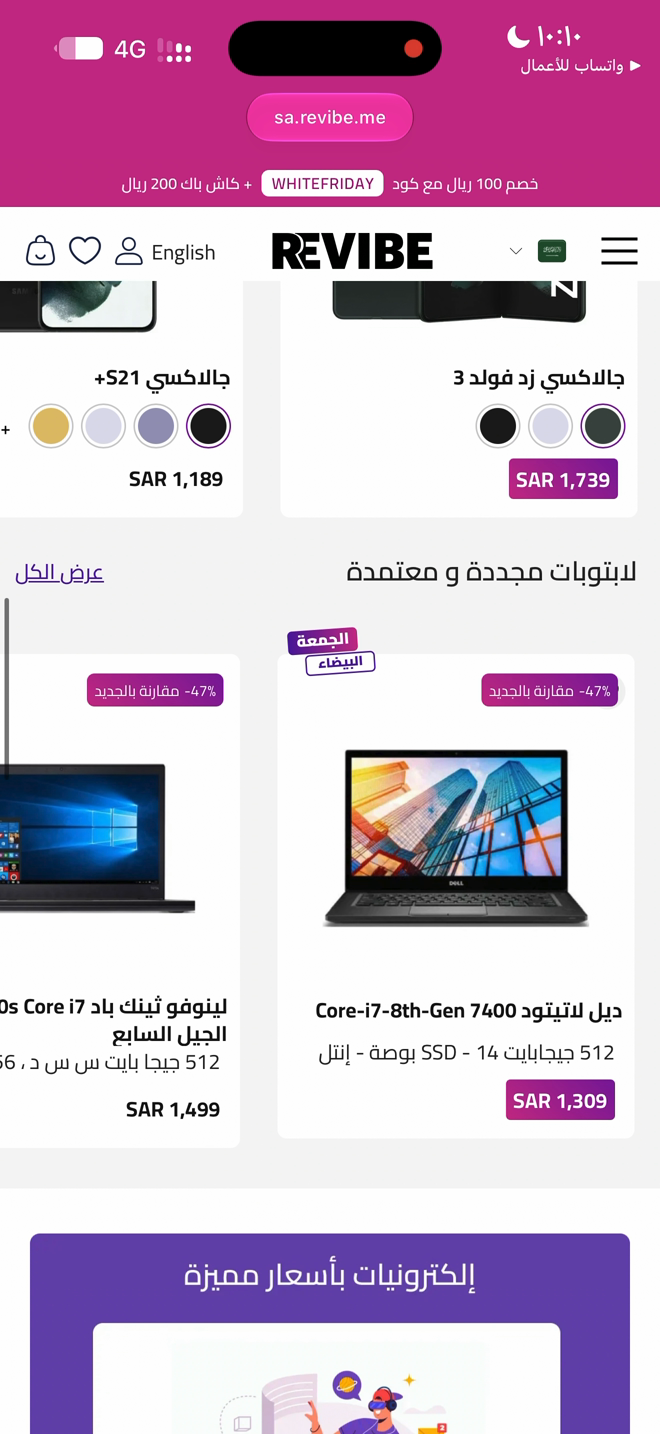 ١٠:١٠
4G
◀ واتساب للأعمال
sa.revibe.me
خصم 100 ريال مع كود WHITEFRIDAY + كاش باك 200 ريال
REVIBE
English
Z
جالاكسي زد فولد 3
SAR 1,739
جالاكسي S21+
+
SAR 1,189
لابتوبات مجددة و معتمدة
عرض الكل
الجمعة
البيضاء
-47% مقارنة بالجديد
DELL
ديل لاتيتود 7400 Core-i7-8th-Gen
512 جيجابايت SSD - 14 بوصة - إنتل
SAR 1,309
-47% مقارنة بالجديد
لينوفو ثينك باد 0s Core i7
الجيل السابع
512 جيجا بايت س س د ، 56
SAR 1,499
إلكترونيات بأسعار مميزة
2